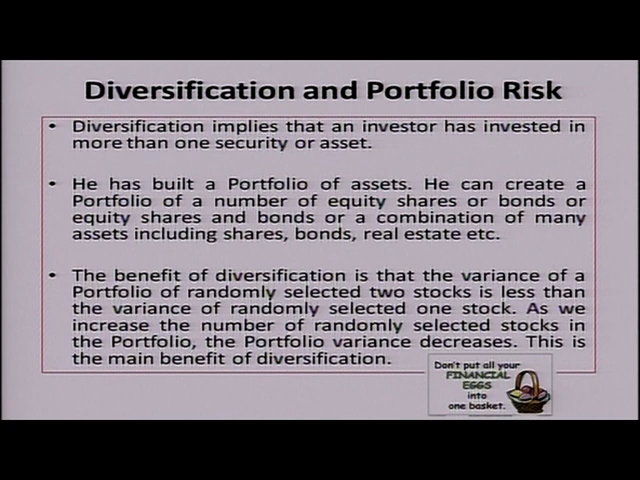 Diversification and Portfolio Risk
• Diversification implies that an investor has invested in
more than one security or asset.
• He has built a Portfolio of assets. He can create a
Portfolio of a number of equity shares or bonds or
equity shares and bonds or a combination of many
assets including shares, bonds, real estate etc.
• The benefit of diversification is that the variance of a
Portfolio of randomly selected two stocks is less than
the variance of randomly selected one stock. As we
increase the number of randomly selected stocks in
the Portfolio, the Portfolio variance decreases. This is
the main benefit of diversification.
Don't put all your
FINANCIAL
EGGS
into
one basket.